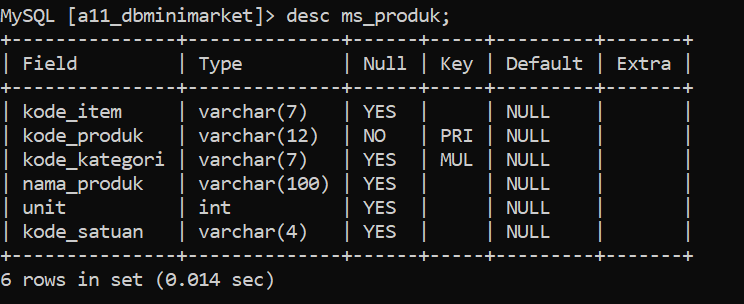 MySQL [a11_dbminimarket]> desc ms_produk;
+---------------+--------------+------+-----+---------+-------+
| Field         | Type         | Null | Key | Default | Extra |
+---------------+--------------+------+-----+---------+-------+
| kode_item     | varchar(7)   | YES  |     | NULL    |       |
| kode_produk   | varchar(12)  | NO   | PRI | NULL    |       |
| kode_kategori | varchar(7)   | YES  | MUL | NULL    |       |
| nama_produk   | varchar(100) | YES  |     | NULL    |       |
| unit          | int          | YES  |     | NULL    |       |
| kode_satuan   | varchar(4)   | YES  |     | NULL    |       |
+---------------+--------------+------+-----+---------+-------+
6 rows in set (0.014 sec)